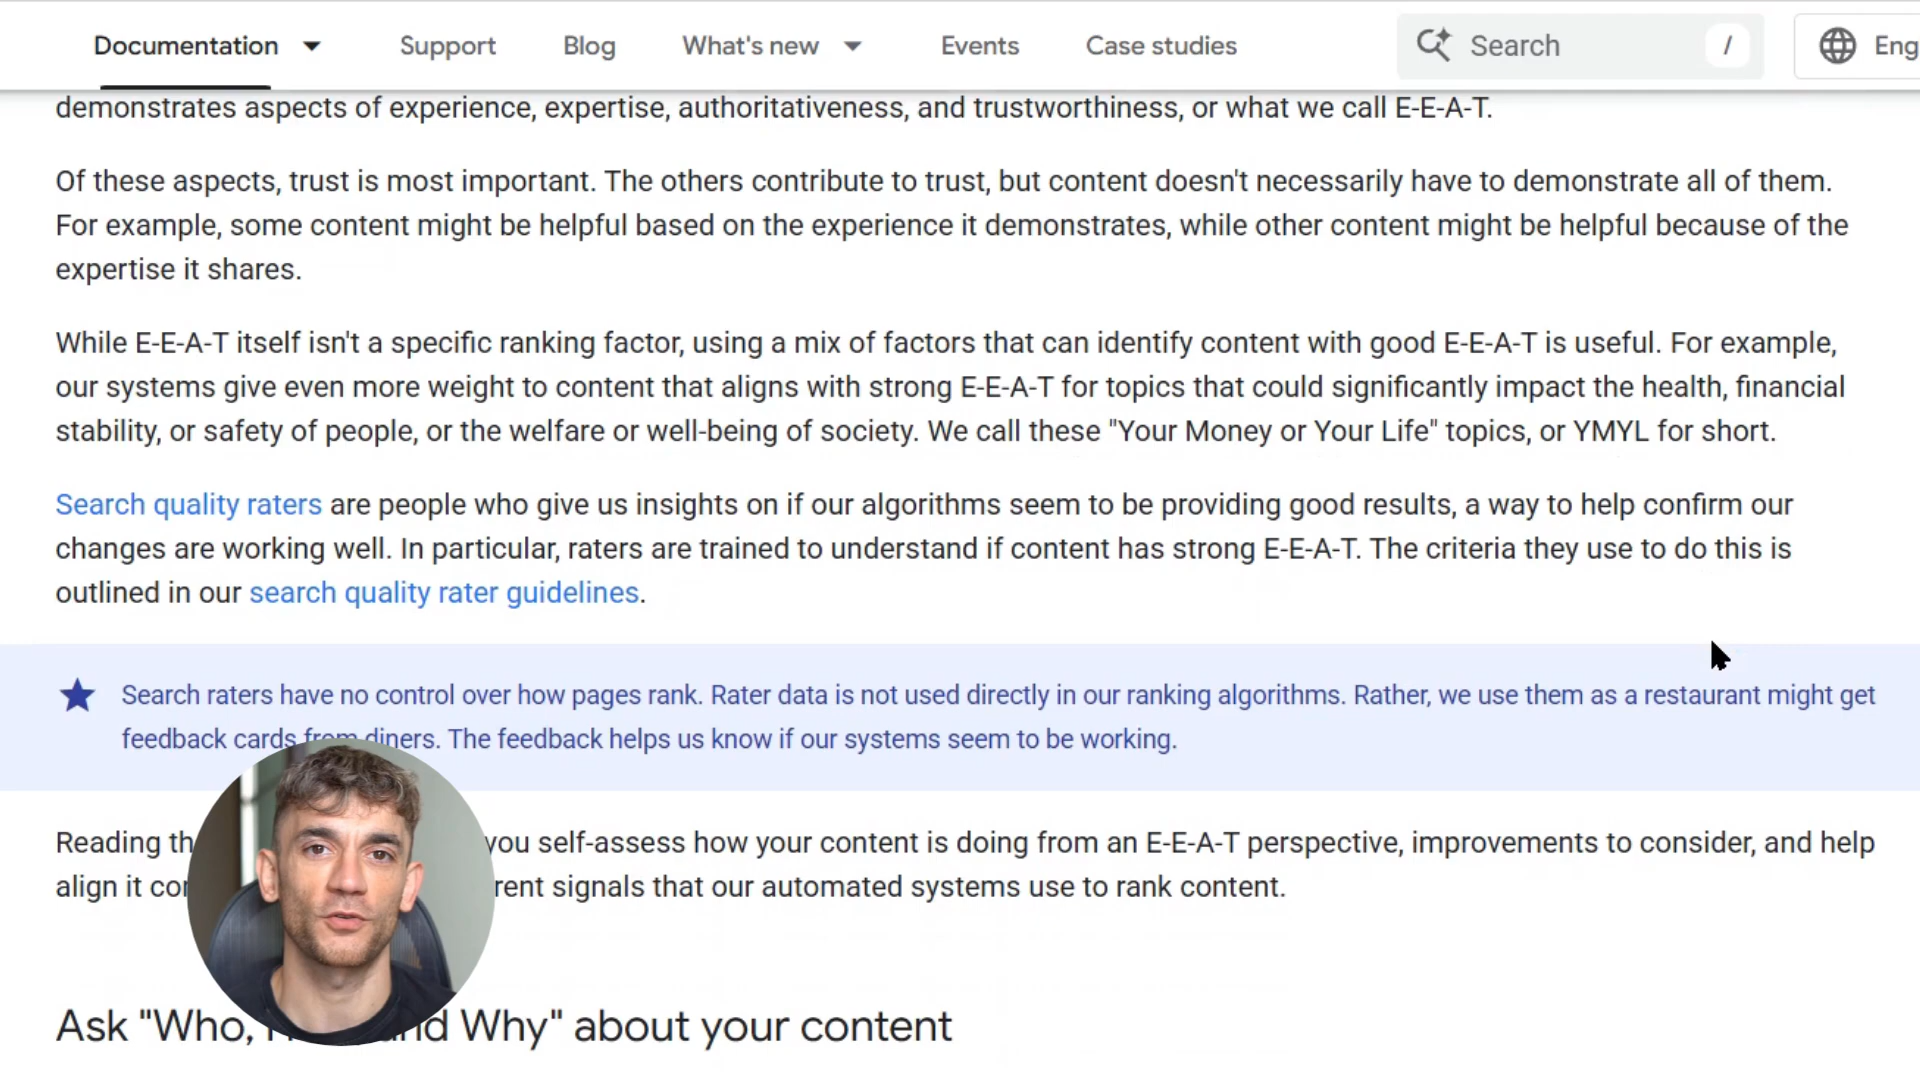 Documentation Support Blog What's new Events Case studies Search / Eng
demonstrates aspects of experience, expertise, authoritativeness, and trustworthiness, or what we call E-E-A-T.
Of these aspects, trust is most important. The others contribute to trust, but content doesn't necessarily have to demonstrate all of them.
For example, some content might be helpful based on the experience it demonstrates, while other content might be helpful because of the
expertise it shares.
While E-E-A-T itself isn't a specific ranking factor, using a mix of factors that can identify content with good E-E-A-T is useful. For example,
our systems give even more weight to content that aligns with strong E-E-A-T for topics that could significantly impact the health, financial
stability, or safety of people, or the welfare or well-being of society. We call these "Your Money or Your Life" topics, or YMYL for short.
Search quality raters are people who give us insights on if our algorithms seem to be providing good results, a way to help confirm our
changes are working well. In particular, raters are trained to understand if content has strong E-E-A-T. The criteria they use to do this is
outlined in our search quality rater guidelines.
Search raters have no control over how pages rank. Rater data is not used directly in our ranking algorithms. Rather, we use them as a restaurant might get
feedback cards from diners. The feedback helps us know if our systems seem to be working.
Reading you self-assess how your content is doing from an E-E-A-T perspective, improvements to consider, and help
align it signals that our automated systems use to rank content.
Ask "Who, and Why" about your content